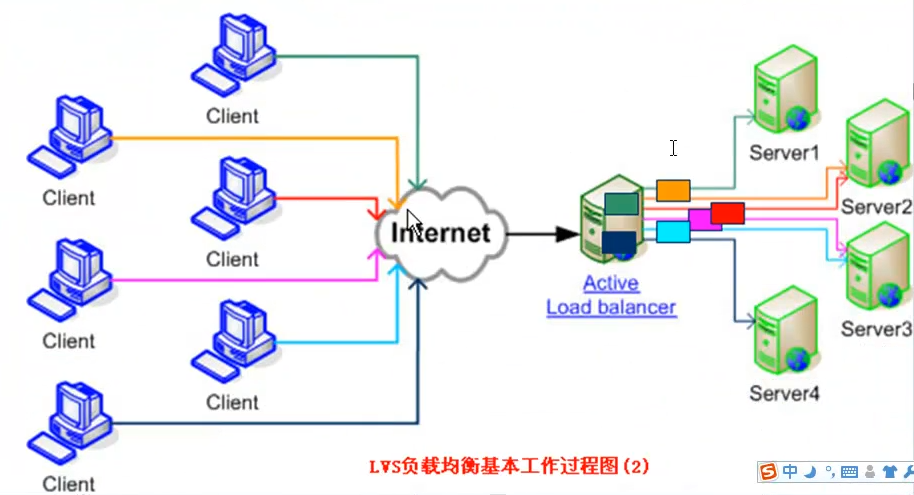 Client
Client
Client
Client
Client
Client
Internet
Active
Load balancer
Server1
Server2
Server3
Server4
LVS负载均衡基本工作过程图(2)
中